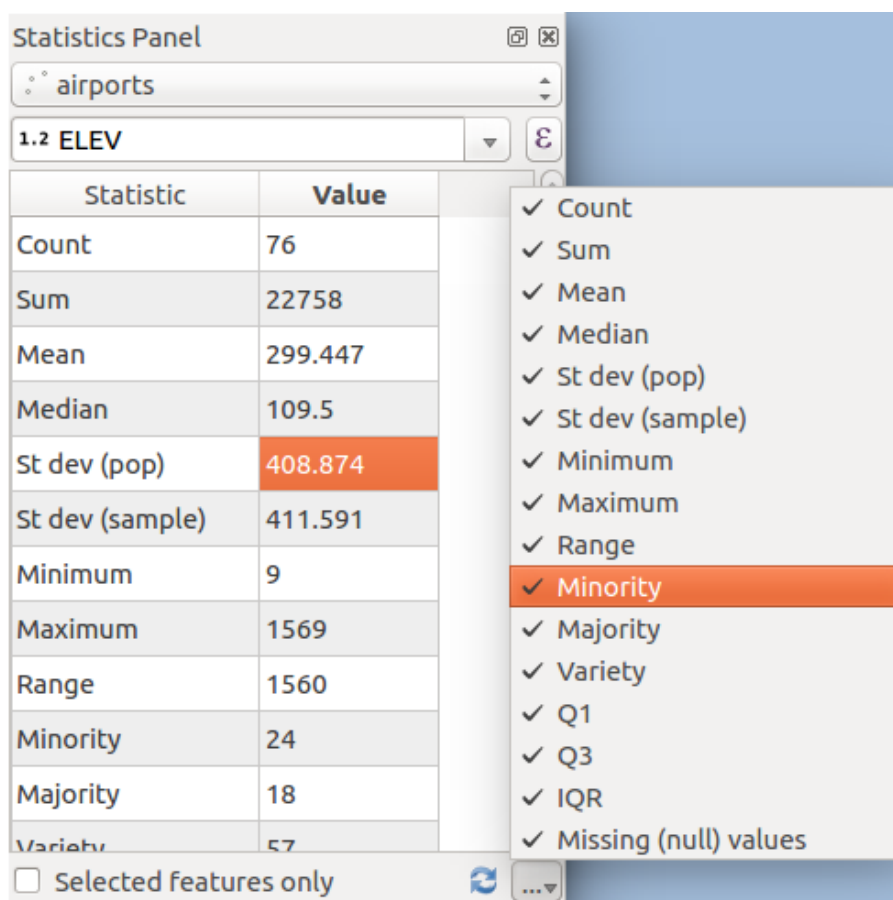 Statistics Panel
airports
1.2 ELEV ε
Statistic Value
Count 76
Sum 22758
Mean 299.447
Median 109.5
St dev (pop) 408.874
St dev (sample) 411.591
Minimum 9
Maximum 1569
Range 1560
Minority 24
Majority 18
Variety 57
Selected features only ...
Count
Sum
Mean
Median
St dev (pop)
St dev (sample)
Minimum
Maximum
Range
Minority
Majority
Variety
Q1
Q3
IQR
Missing (null) values